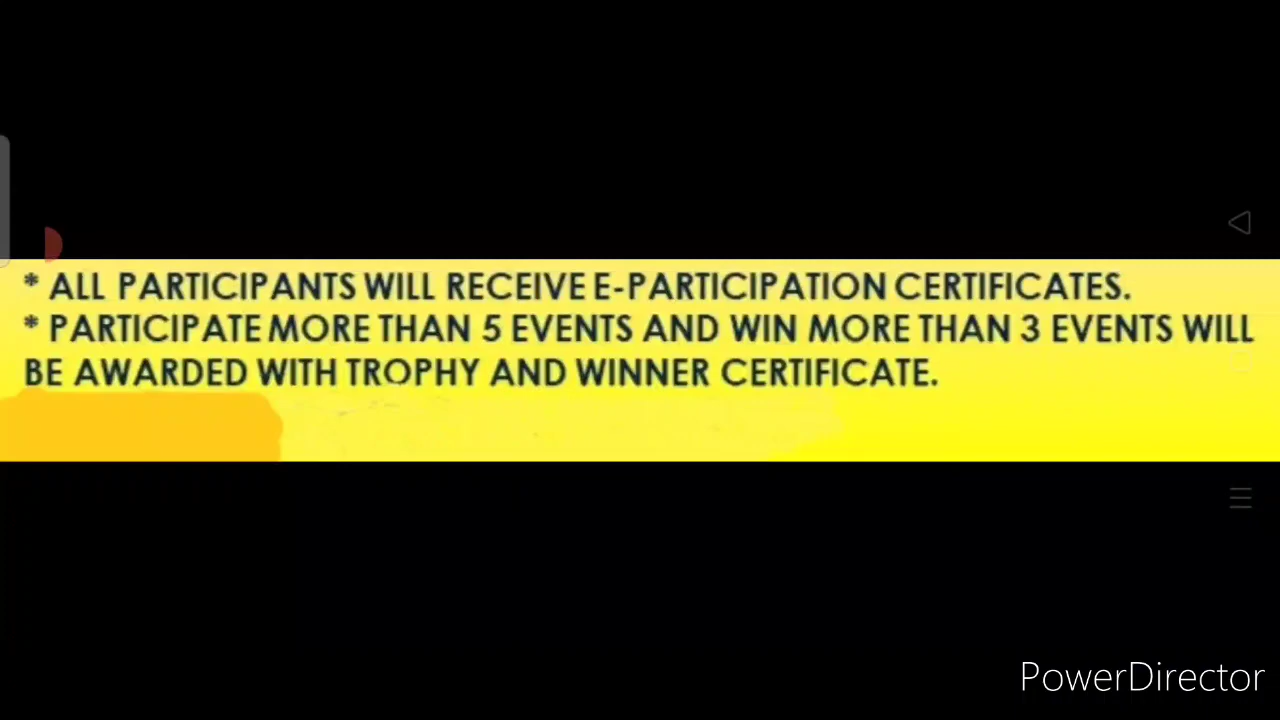 * ALL PARTICIPANTS WILL RECEIVE E-PARTICIPATION CERTIFICATES.
* PARTICIPATE MORE THAN 5 EVENTS AND WIN MORE THAN 3 EVENTS WILL
BE AWARDED WITH TROPHY AND WINNER CERTIFICATE.
PowerDirector